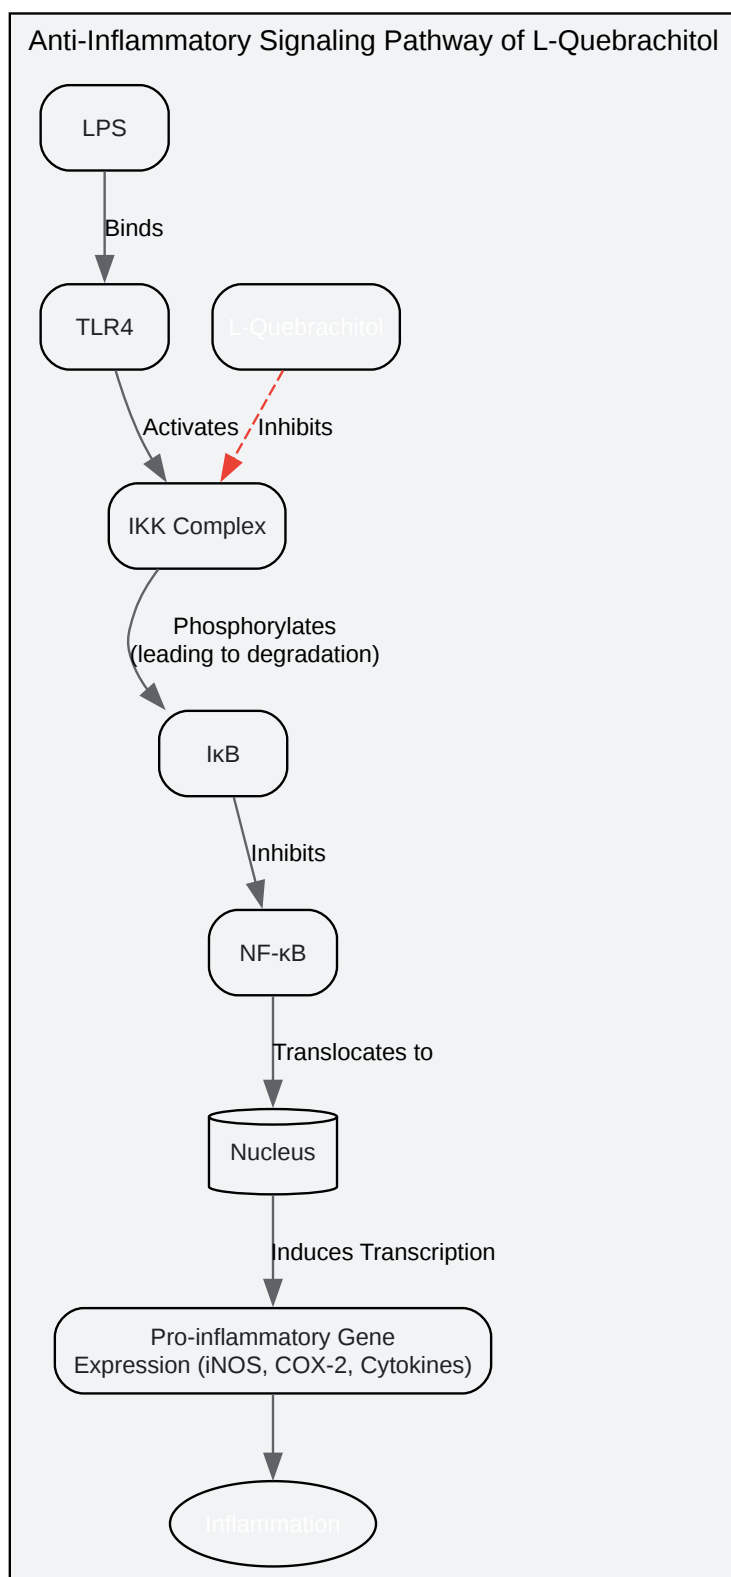 Anti-Inflammatory Signaling Pathway of L-Quebrachitol
LPS
Binds
TLR4
L-Quebrachitol
Activates
Inhibits
IKK Complex
Phosphorylates
(leading to degradation)
IκB
Inhibits
NF-κB
Translocates to
Nucleus
Induces Transcription
Pro-inflammatory Gene
Expression (iNOS, COX-2, Cytokines)
Inflammation